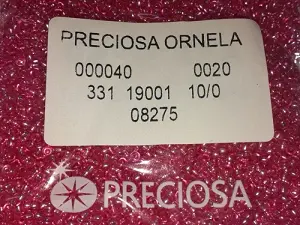 PRECIOSA ORNELA
000040 0020
331 19001 10/0
08275
PRECIOSA